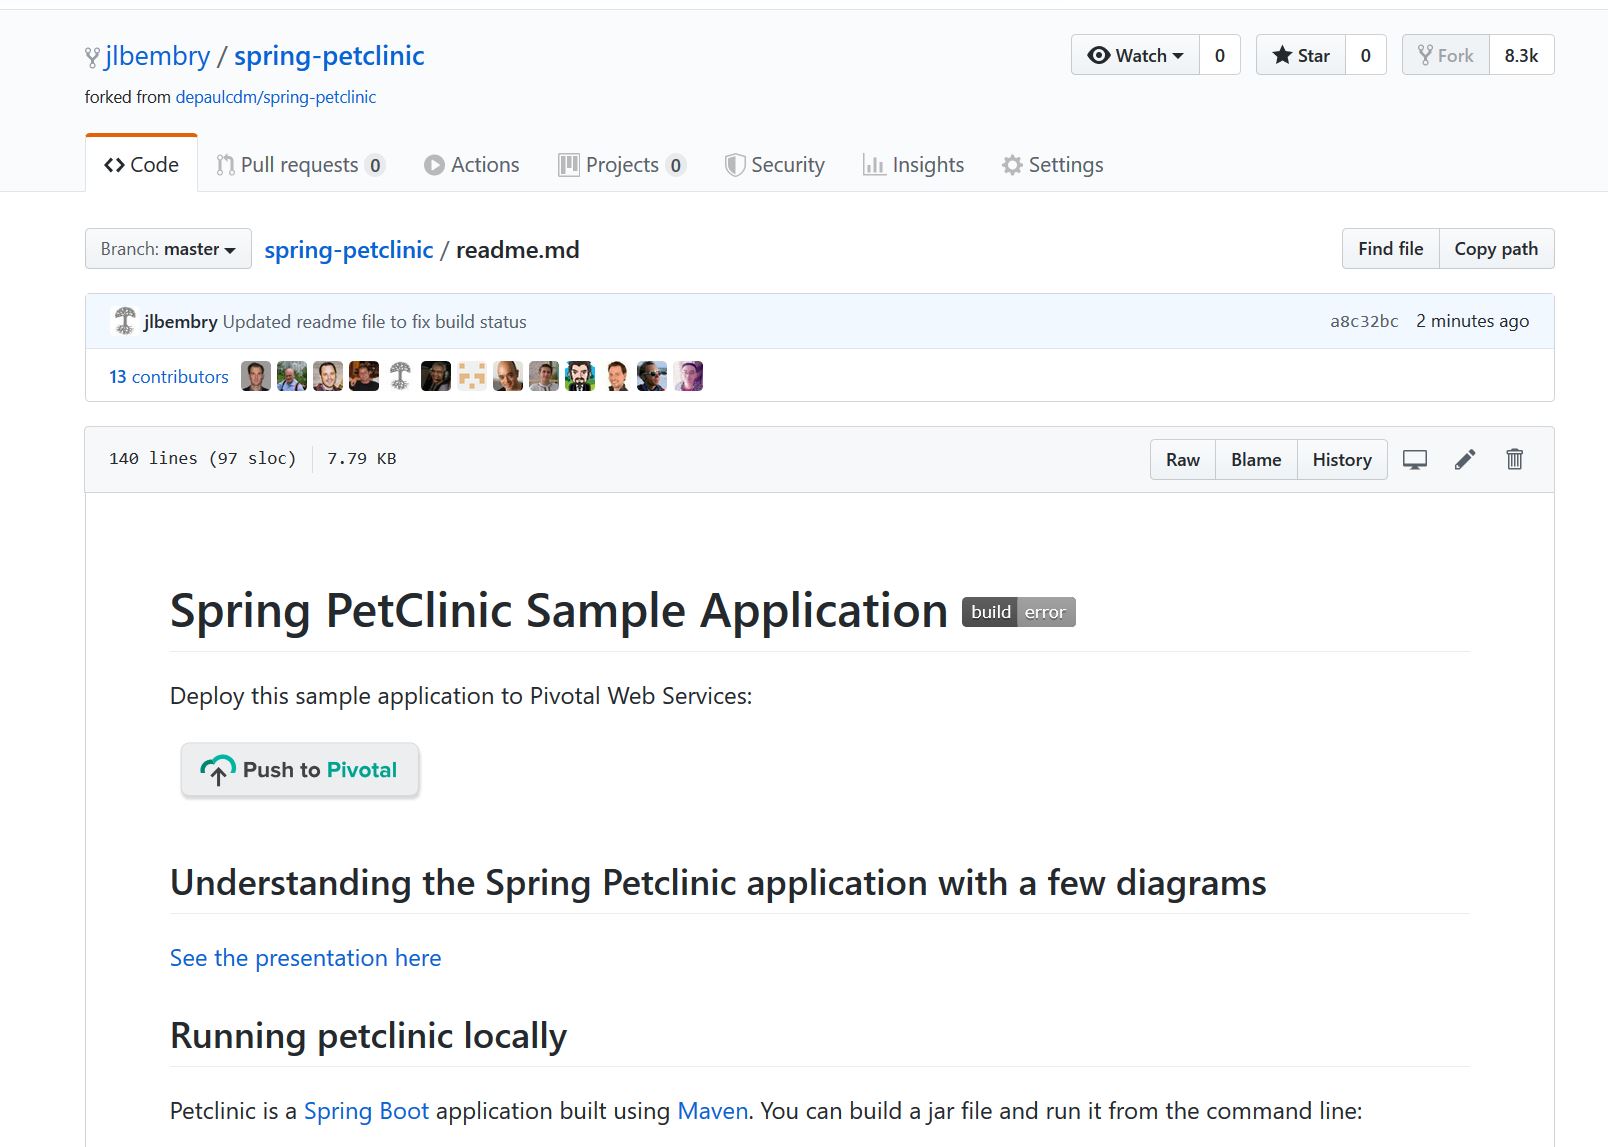 jlbembry / spring-petclinic
Watch 0 Star 0 Fork 8.3k
forked from depaulcdm/spring-petclinic
Code Pull requests 0 Actions Projects 0 Security Insights Settings
Branch: master spring-petclinic / readme.md Find file Copy path
jlbembry Updated readme file to fix build status a8c32bc 2 minutes ago
13 contributors
140 lines (97 sloc) 7.79 KB Raw Blame History
Spring PetClinic Sample Application build error
Deploy this sample application to Pivotal Web Services:
Push to Pivotal
Understanding the Spring Petclinic application with a few diagrams
See the presentation here
Running petclinic locally
Petclinic is a Spring Boot application built using Maven. You can build a jar file and run it from the command line: